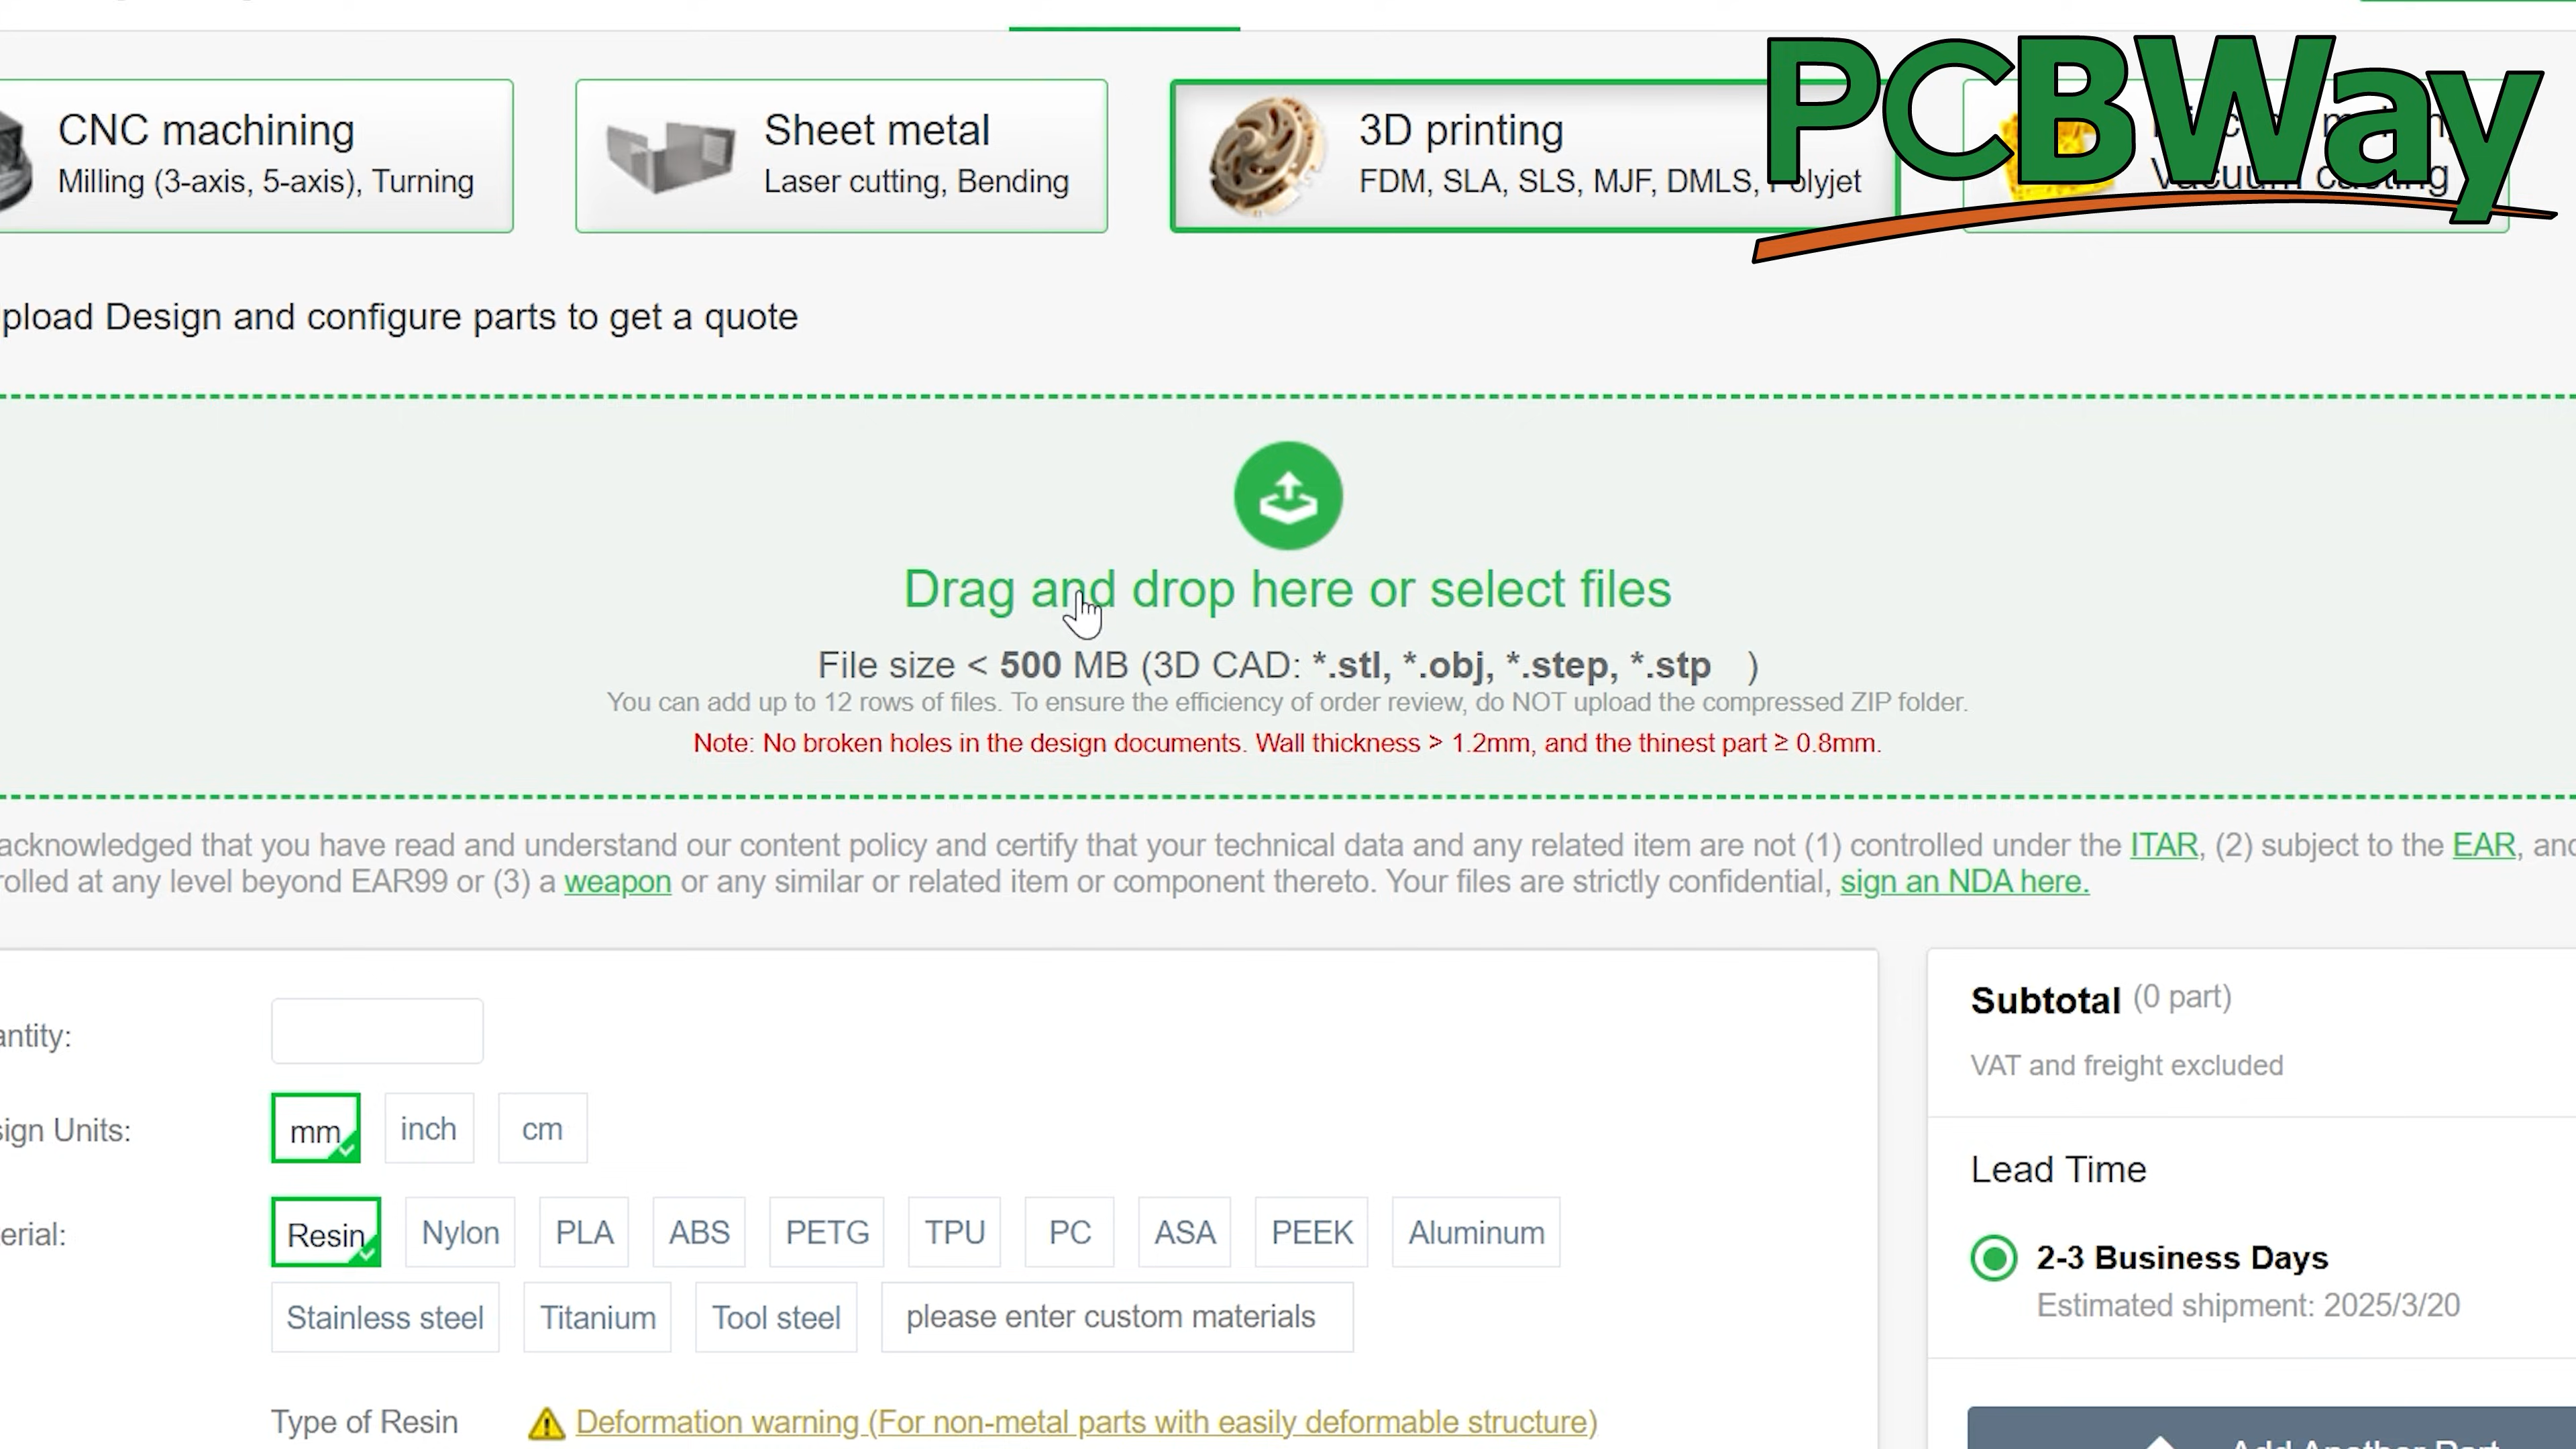 PCBWay
CNC machining
Milling (3-axis, 5-axis), Turning
Sheet metal
Laser cutting, Bending
3D printing
FDM, SLA, SLS, MJF, DMLS, Polyjet
Vacuum casting
pload Design and configure parts to get a quote
Drag and drop here or select files
File size < 500 MB (3D CAD: *.stl, *.obj, *.step, *.stp )
You can add up to 12 rows of files. To ensure the efficiency of order review, do NOT upload the compressed ZIP folder.
Note: No broken holes in the design documents. Wall thickness > 1.2mm, and the thinest part ≥ 0.8mm.
acknowledged that you have read and understand our content policy and certify that your technical data and any related item are not (1) controlled under the ITAR, (2) subject to the EAR, and
rolled at any level beyond EAR99 or (3) a weapon or any similar or related item or component thereto. Your files are strictly confidential, sign an NDA here.
antity:
sign Units:
mm inch cm
erial:
Resin Nylon PLA ABS PETG TPU PC ASA PEEK Aluminum
Stainless steel Titanium Tool steel please enter custom materials
Type of Resin Deformation warning (For non-metal parts with easily deformable structure)
Subtotal (0 part)
VAT and freight excluded
Lead Time
2-3 Business Days
Estimated shipment: 2025/3/20
Add Another Part